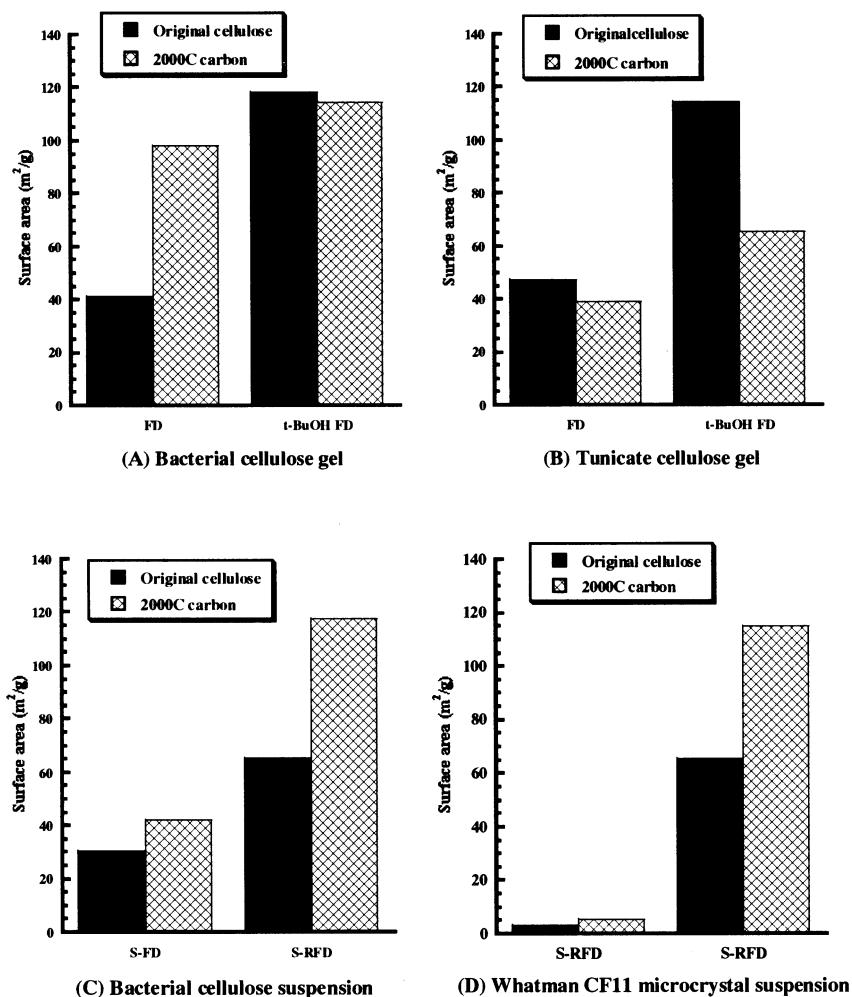 Original cellulose
2000C carbon
140
120
100
80
60
40
20
0
Surface area (m²/g)
FD
t-BuOH FD
(A) Bacterial cellulose gel
Originalcellulose
2000C carbon
140
120
100
80
60
40
20
0
Surface area (m²/g)
FD
t-BuOH FD
(B) Tunicate cellulose gel
Original cellulose
2000C carbon
140
120
100
80
60
40
20
0
Surface area (m²/g)
S-FD
S-RFD
(C) Bacterial cellulose suspension
Original cellulose
2000C carbon
140
120
100
80
60
40
20
0
Surface area (m²/g)
S-RFD
S-RFD
(D) Whatman CF11 microcrystal suspension